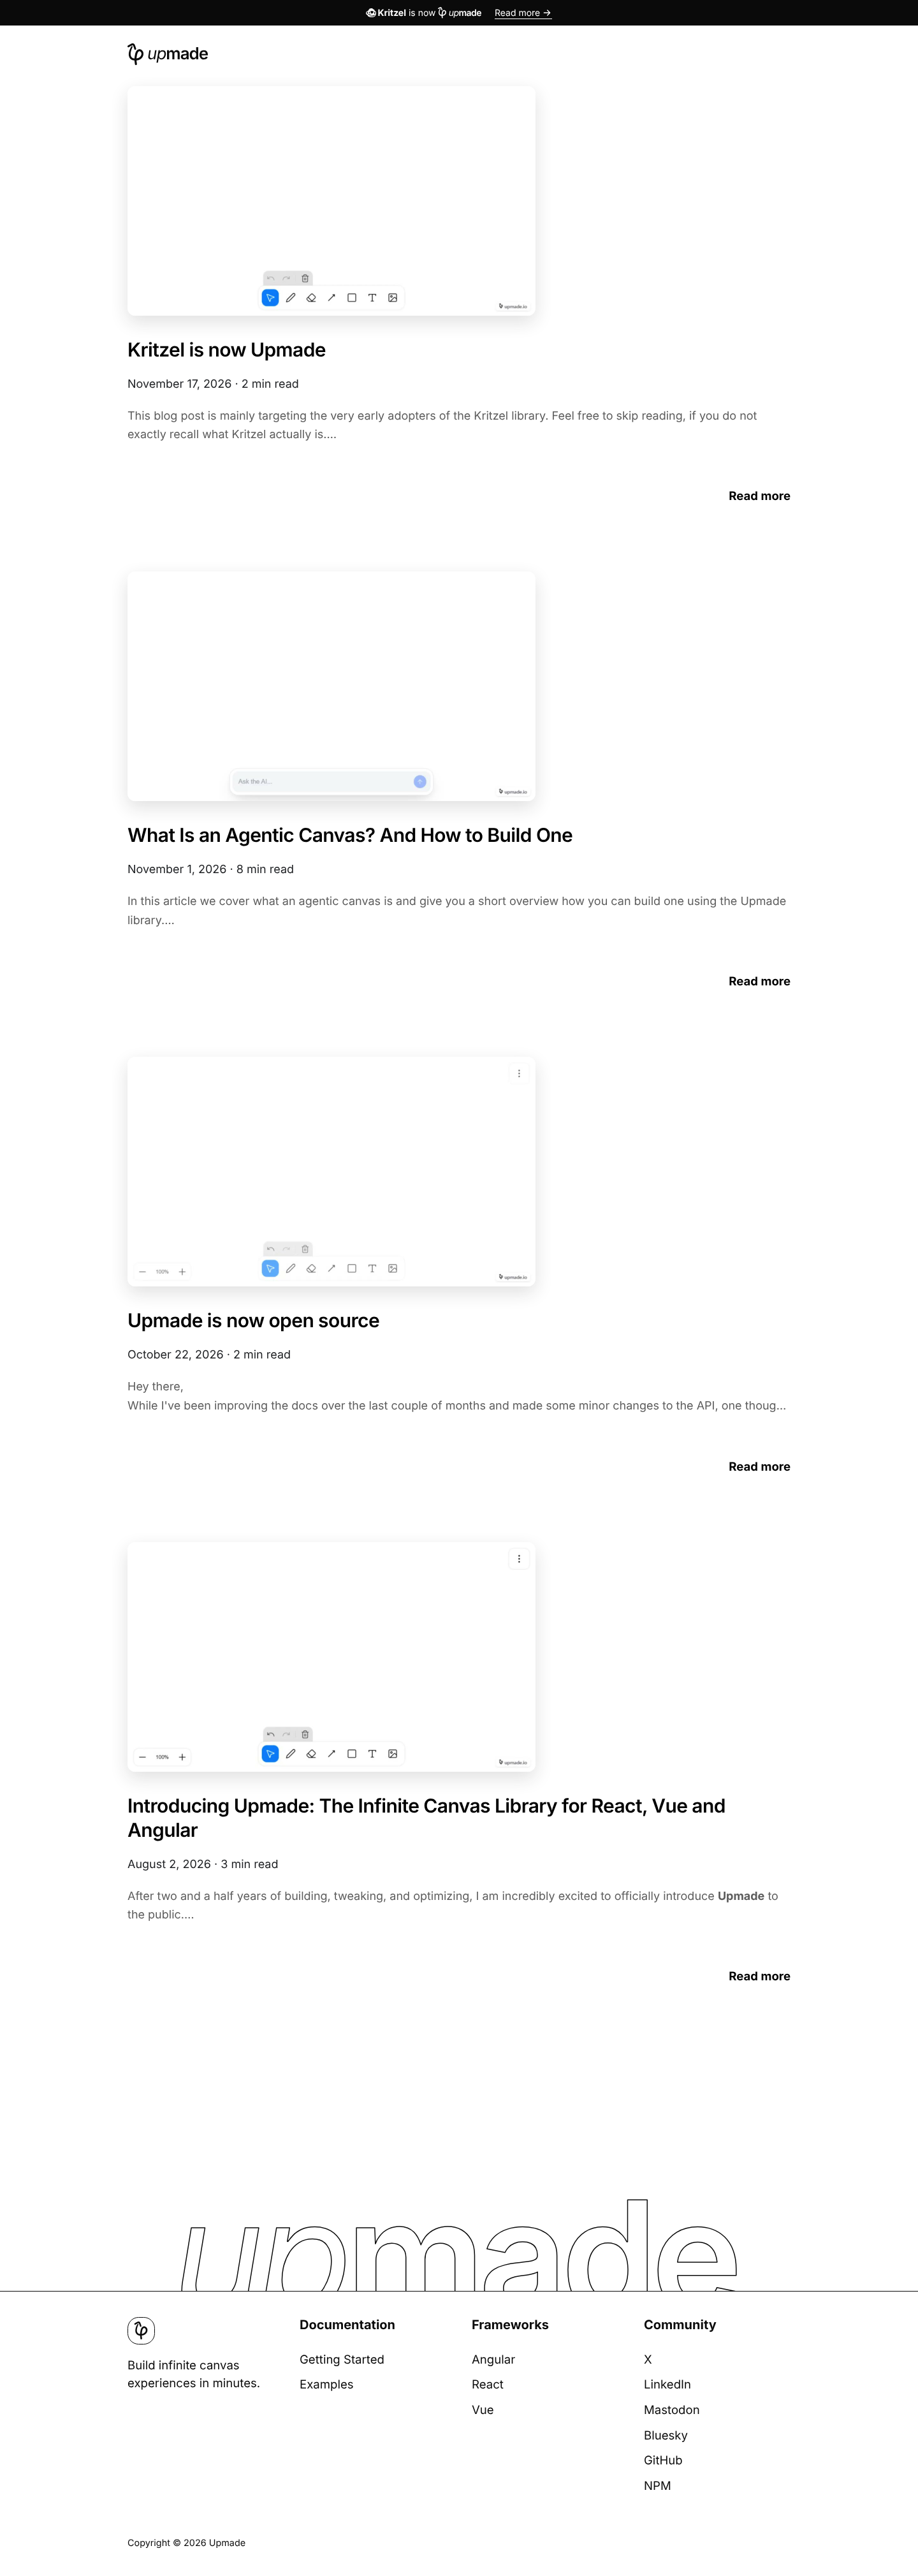 Kritzel is now upmade Read more →
upmade
upmade.io
Kritzel is now Upmade
November 17, 2026 · 2 min read
This blog post is mainly targeting the very early adopters of the Kritzel library. Feel free to skip reading, if you do not
exactly recall what Kritzel actually is....
Read more
Ask the AI...
upmade.io
What Is an Agentic Canvas? And How to Build One
November 1, 2026 · 8 min read
In this article we cover what an agentic canvas is and give you a short overview how you can build one using the Upmade
library....
Read more
100%
upmade.io
Upmade is now open source
October 22, 2026 · 2 min read
Hey there,
While I've been improving the docs over the last couple of months and made some minor changes to the API, one thoug...
Read more
100%
upmade.io
Introducing Upmade: The Infinite Canvas Library for React, Vue and
Angular
August 2, 2026 · 3 min read
After two and a half years of building, tweaking, and optimizing, I am incredibly excited to officially introduce Upmade to
the public....
Read more
upmade
Build infinite canvas
experiences in minutes.
Documentation
Getting Started
Examples
Frameworks
Angular
React
Vue
Community
X
LinkedIn
Mastodon
Bluesky
GitHub
NPM
Copyright © 2026 Upmade